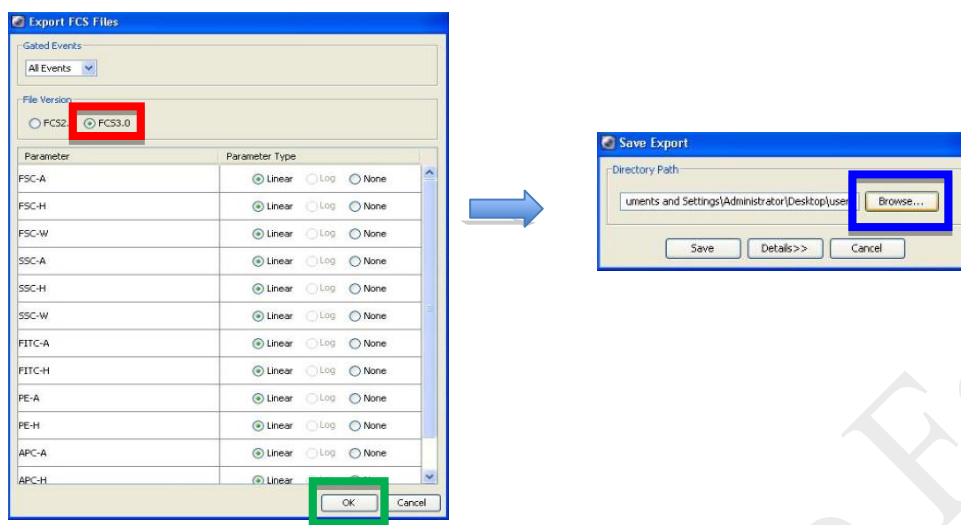 Export FCS Files
Gated Events
All Events
File Version
FCS2. FCS3.0
Parameter Parameter Type
FSC-A Linear Log None
FSC-H Linear Log None
FSC-W Linear Log None
SSC-A Linear Log None
SSC-H Linear Log None
SSC-W Linear Log None
FITC-A Linear Log None
FITC-H Linear Log None
PE-A Linear Log None
PE-H Linear Log None
APC-A Linear Log None
APC-H Linear
OK Cancel
Save Export
Directory Path
uments and Settings\Administrator\Desktop\user Browse...
Save Details>> Cancel